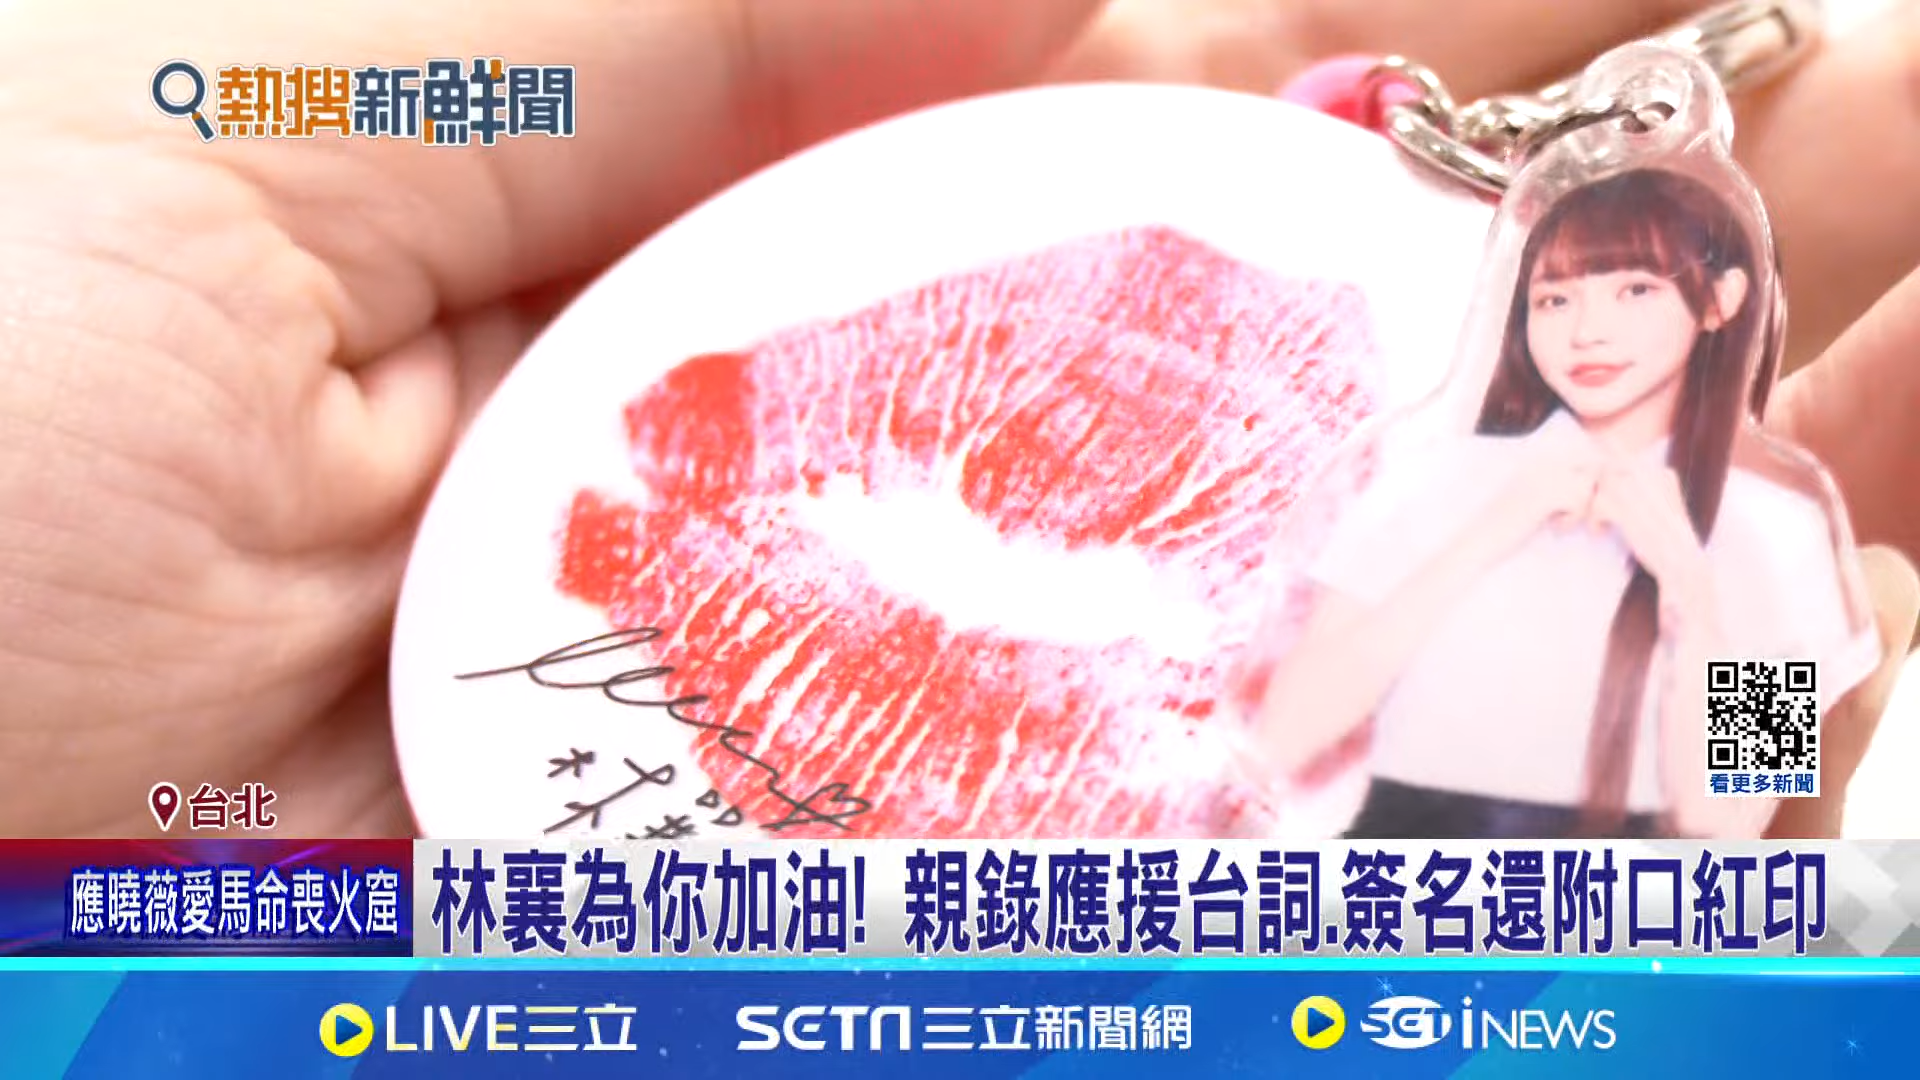 熱搜新鮮聞
看更多新聞
台北
應曉薇愛馬命喪火窟
林襄為你加油! 親錄應援台詞.簽名還附口紅印
LIVE三立
SETN三立新聞網
SETiNEWS